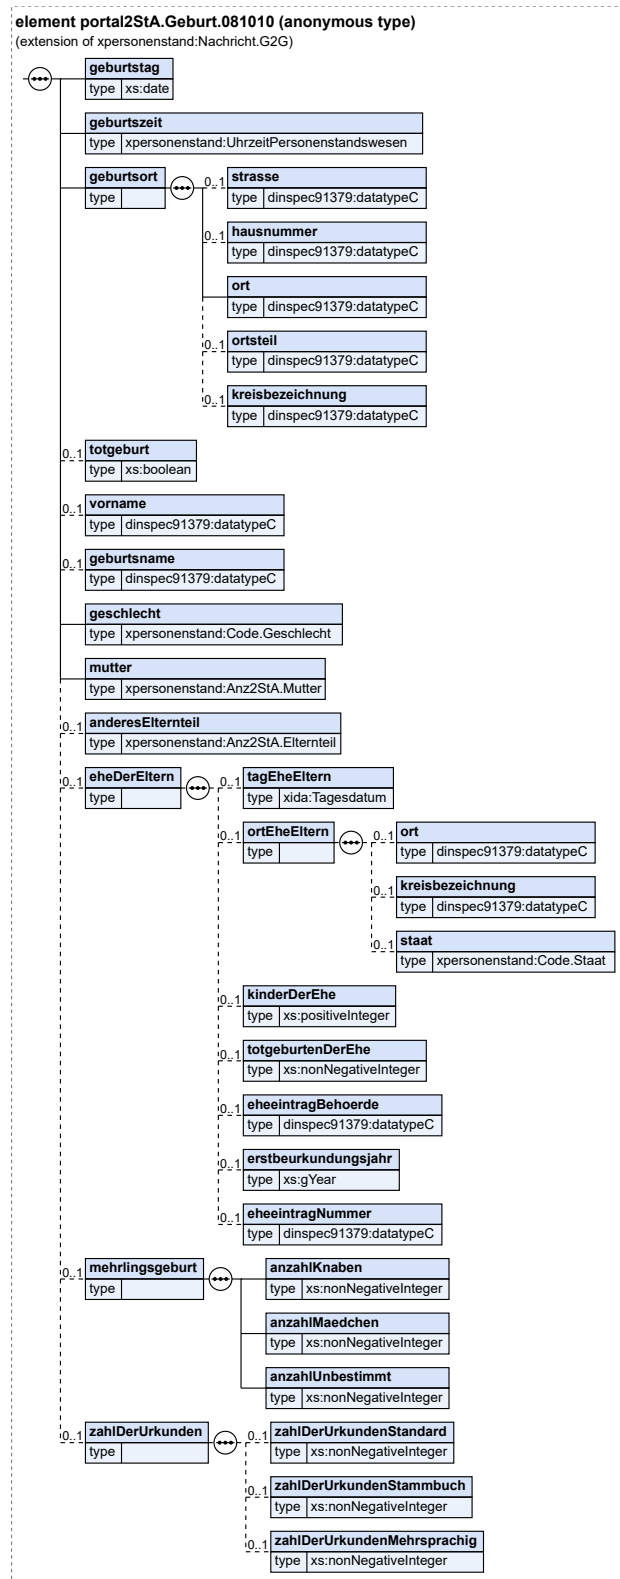 element portal2StA.Geburt.081010 (anonymous type)
(extension of xpersonenstand:Nachricht.G2G)
geburtstag
type xs:date
geburtszeit
type xpersonenstand:UhrzeitPersonenstandswesen
geburtsort
type
0..1 strasse
type dinspec91379:datatypeC
0..1 hausnummer
type dinspec91379:datatypeC
ort
type dinspec91379:datatypeC
0..1 ortsteil
type dinspec91379:datatypeC
0..1 kreisbezeichnung
type dinspec91379:datatypeC
0..1 totgeburt
type xs:boolean
0..1 vorname
type dinspec91379:datatypeC
0..1 geburtsname
type dinspec91379:datatypeC
geschlecht
type xpersonenstand:Code.Geschlecht
mutter
type xpersonenstand:Anz2StA.Mutter
0..1 anderesElternteil
type xpersonenstand:Anz2StA.Elternteil
0..1 eheDerEltern
type
0..1 tagEheEltern
type xida:Tagesdatum
0..1 ortEheEltern
type
0..1 ort
type dinspec91379:datatypeC
0..1 kreisbezeichnung
type dinspec91379:datatypeC
0..1 staat
type xpersonenstand:Code.Staat
0..1 kinderDerEhe
type xs:positiveInteger
0..1 totgeburtenDerEhe
type xs:nonNegativeInteger
0..1 eheeintragBehoerde
type dinspec91379:datatypeC
0..1 erstbeurkundungsjahr
type xs:gYear
0..1 eheeintragNummer
type dinspec91379:datatypeC
0..1 mehrlingsgeburt
type
anzahlKnaben
type xs:nonNegativeInteger
anzahlMaedchen
type xs:nonNegativeInteger
anzahlUnbestimmt
type xs:nonNegativeInteger
0..1 zahlDerUrkunden
type
0..1 zahlDerUrkundenStandard
type xs:nonNegativeInteger
0..1 zahlDerUrkundenStammbuch
type xs:nonNegativeInteger
0..1 zahlDerUrkundenMehrsprachig
type xs:nonNegativeInteger